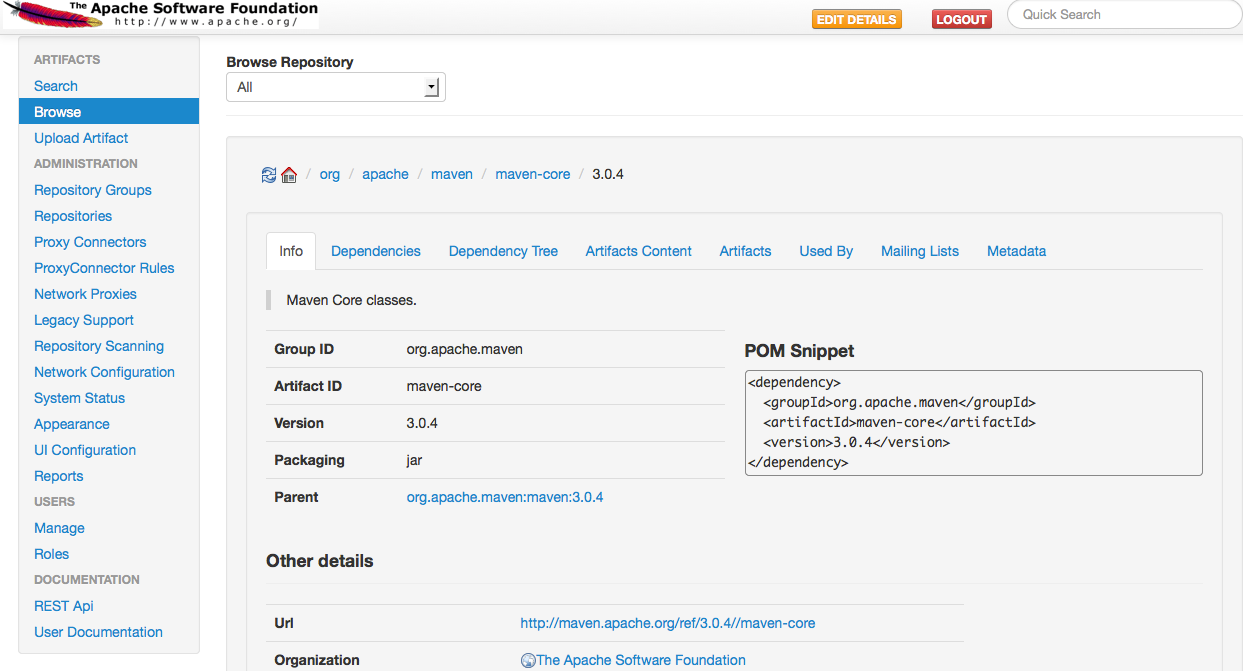 The Apache Software Foundation
http://www.apache.org/
EDIT DETAILS
LOGOUT
Quick Search
ARTIFACTS
Search
Browse
Upload Artifact
ADMINISTRATION
Repository Groups
Repositories
Proxy Connectors
ProxyConnector Rules
Network Proxies
Legacy Support
Repository Scanning
Network Configuration
System Status
Appearance
UI Configuration
Reports
USERS
Manage
Roles
DOCUMENTATION
REST Api
User Documentation
Browse Repository
All
/ org / apache / maven / maven-core / 3.0.4
Info Dependencies Dependency Tree Artifacts Content Artifacts Used By Mailing Lists Metadata
Maven Core classes.
Group ID org.apache.maven
Artifact ID maven-core
Version 3.0.4
Packaging jar
Parent org.apache.maven:maven:3.0.4
POM Snippet
<dependency>
<groupId>org.apache.maven</groupId>
<artifactId>maven-core</artifactId>
<version>3.0.4</version>
</dependency>
Other details
Url http://maven.apache.org/ref/3.0.4//maven-core
Organization The Apache Software Foundation